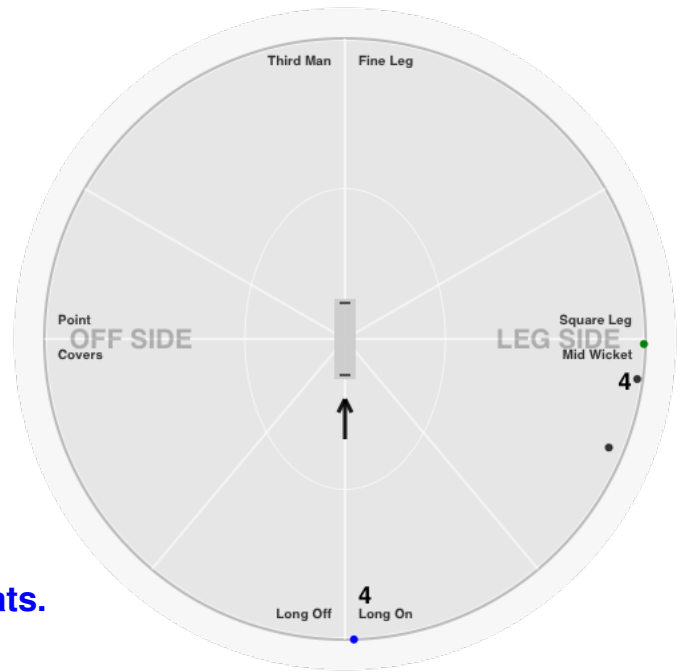 Third Man
Fine Leg
Point
Square Leg
OFF SIDE
LEG SIDE
Covers
Mid Wicket
4
4
ats.
Long Off
Long On